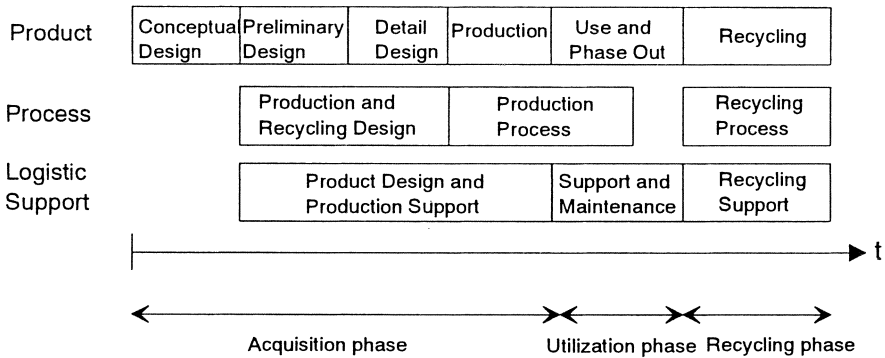 Product
Conceptual
Design
Preliminary
Design
Detail
Design
Production
Use and
Phase Out
Recycling
Process
Production and
Recycling Design
Production
Process
Recycling
Process
Logistic
Support
Product Design and
Production Support
Support and
Maintenance
Recycling
Support
t
Acquisition phase
Utilization phase
Recycling phase